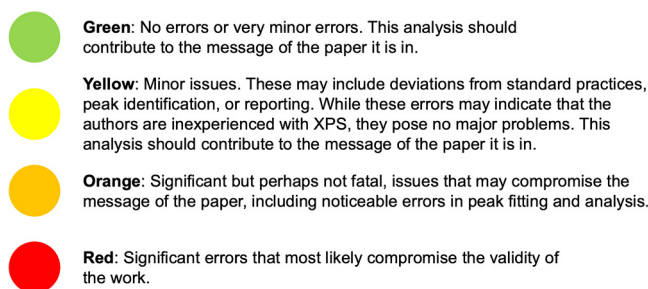 Green: No errors or very minor errors. This analysis should
contribute to the message of the paper it is in.
Yellow: Minor issues. These may include deviations from standard practices,
peak identification, or reporting. While these errors may indicate that the
authors are inexperienced with XPS, they pose no major problems. This
analysis should contribute to the message of the paper it is in.
Orange: Significant but perhaps not fatal, issues that may compromise the
message of the paper, including noticeable errors in peak fitting and analysis.
Red: Significant errors that most likely compromise the validity of
the work.